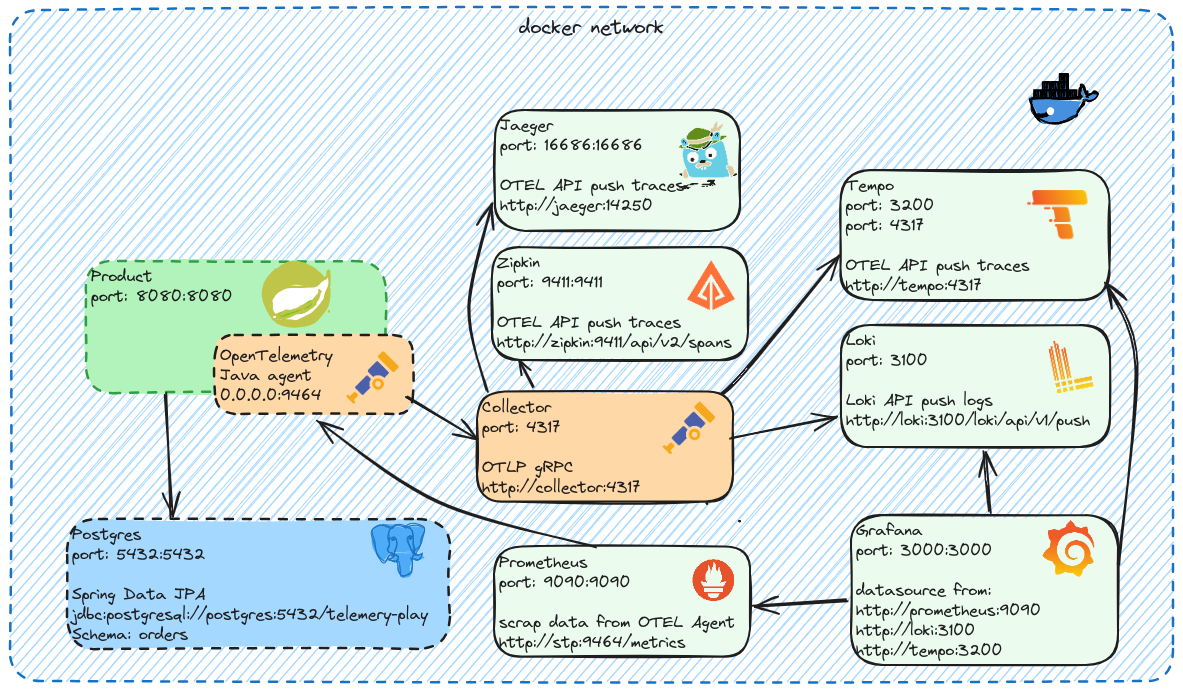 docker network
Jaeger
port: 16686:16686
OTEL API push traces
http://jaeger:14250
Tempo
port: 3200
port: 4317
OTEL API push traces
http://tempo:4317
Zipkin
port: 9411:9411
OTEL API push traces
http://zipkin:9411/api/v2/spans
Product
port: 8080:8080
OpenTelemetry
Java agent
0.0.0.0:9464
Loki
port: 3100
Loki API push logs
http://loki:3100/loki/api/v1/push
Collector
port: 4317
OTLP gRPC
http://collector:4317
Postgres
port: 5432:5432
Spring Data JPA
jdbc:postgresql://postgres:5432/telemery-play
Schema: orders
Prometheus
port: 9090:9090
scrap data from OTEL Agent
http://stp:9464/metrics
Grafana
port: 3000:3000
datasource from:
http://prometheus:9090
http://loki:3100
http://tempo:3200